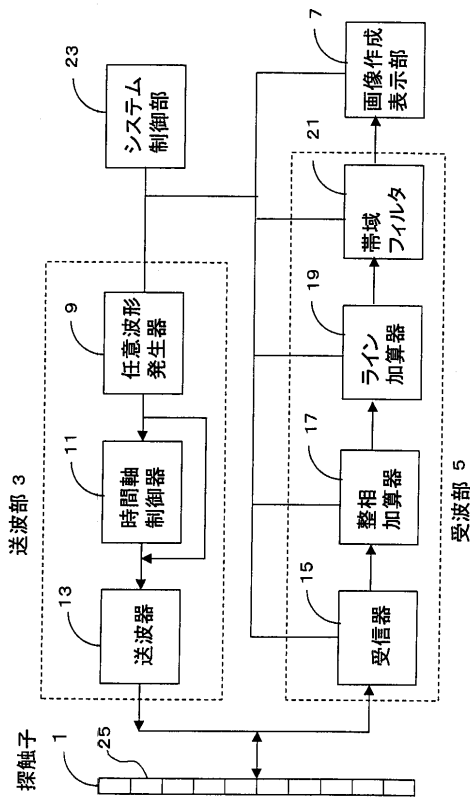 探触子
1
25
送波部 3
13
送波器
11
時間軸
制御器
9
任意波形
発生器
23
システム
制御部
15
受信器
17
整相
加算器
19
ライン
加算器
21
帯域
フィルタ
7
画像作成
表示部
受波部 5